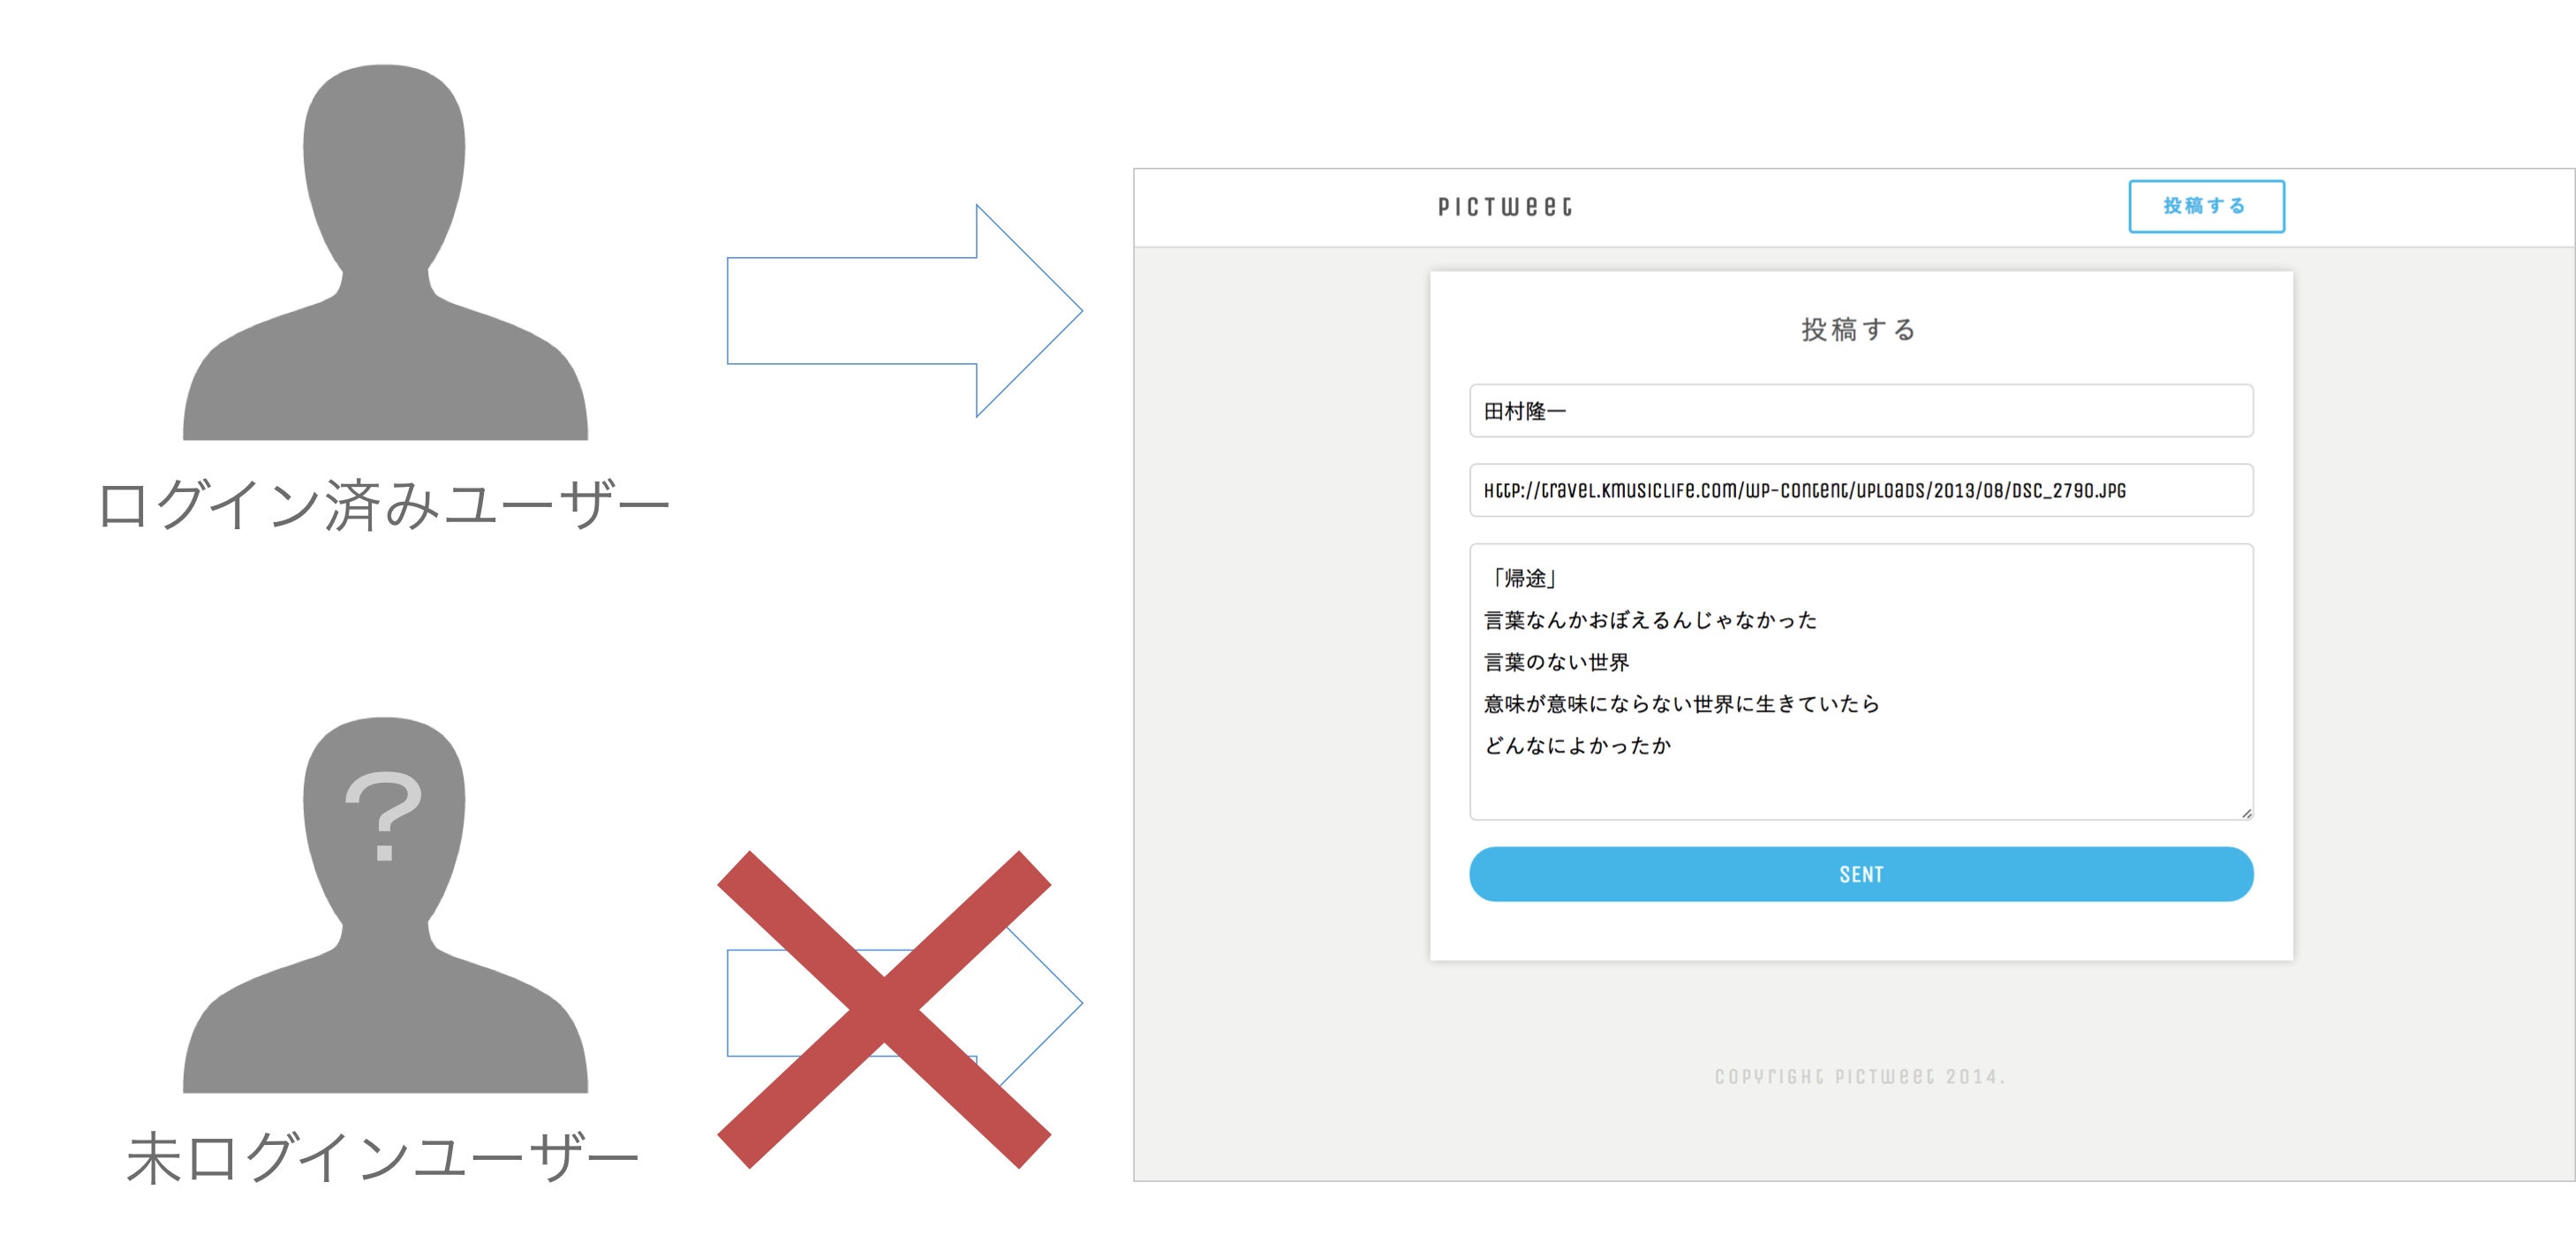 ログイン済みユーザー
PICTWEET
投稿する
投稿する
田村隆一
HTTP://TRAVEL.KMUSICLIFE.COM/WP-CONTENT/UPLOADS/2013/08/DSC_2790.JPG
「帰途」
言葉なんかおぼえるんじゃなかった
言葉のない世界
意味が意味にならない世界に生きていたら
どんなによかったか
SENT
COPYRIGHT PICTWEET 2014.
?
未ログインユーザー